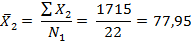 X̄₂ = ∑ X₂ / N₁ = 1715 / 22 = 77,95